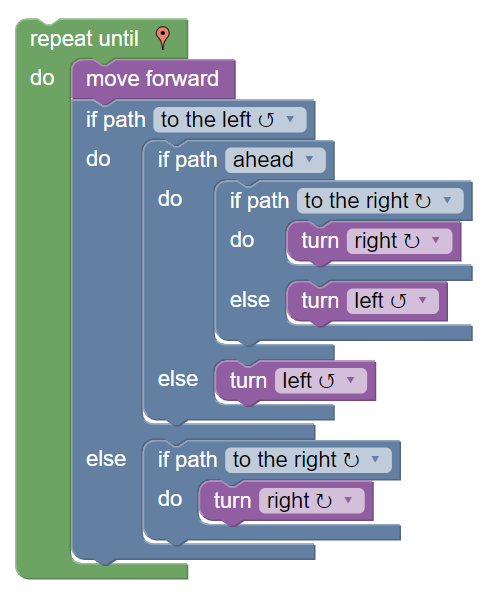 repeat until
do move forward
if path to the left ↺
do if path ahead
do if path to the right ↻
do turn right ↻
else turn left ↺
else turn left ↺
else if path to the right ↻
do turn right ↻